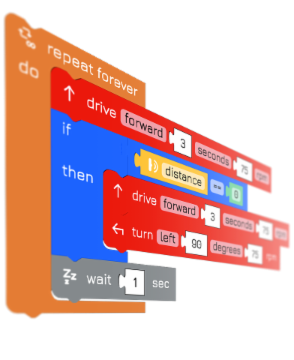 repeat forever
do
drive forward 3 seconds 75 rpm
if
distance == 0
then
drive forward 3 seconds 75 rpm
turn left 90 degrees 75 rpm
Zz wait 1 sec